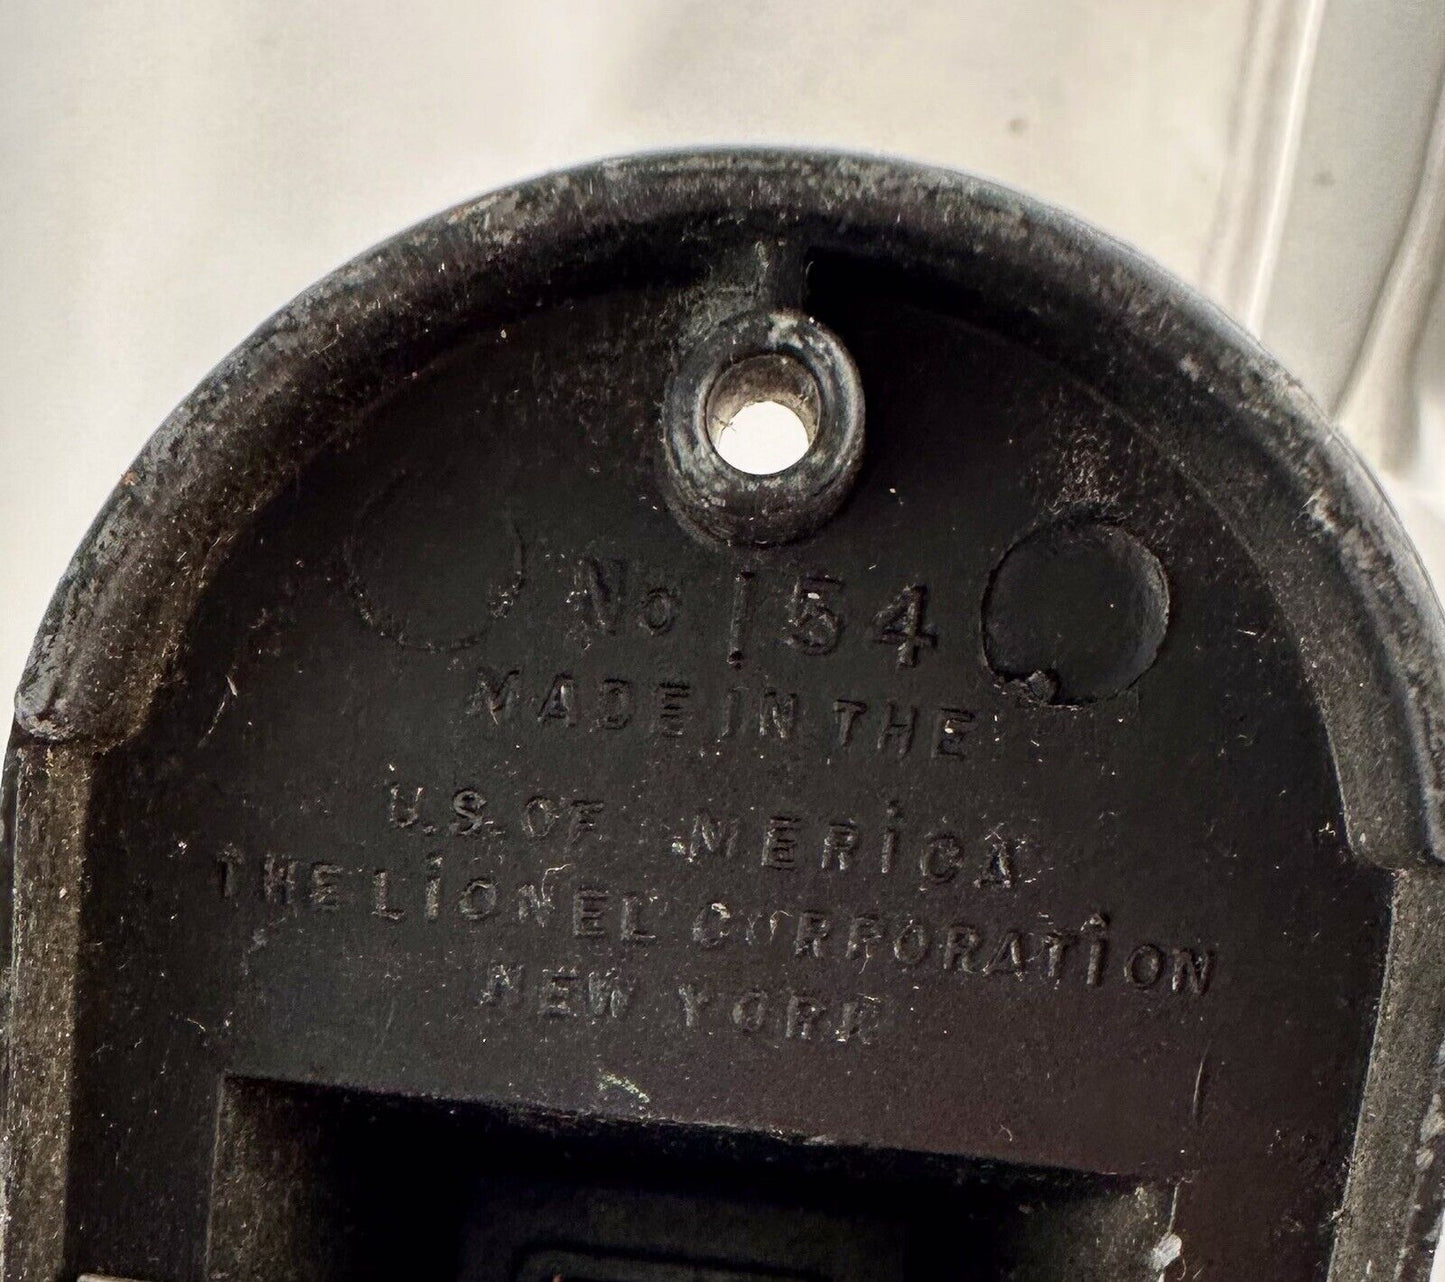 No 154
MADE IN THE
U.S. OF AMERiCA
THE LiONEL CORPORATiON
NEW YORK